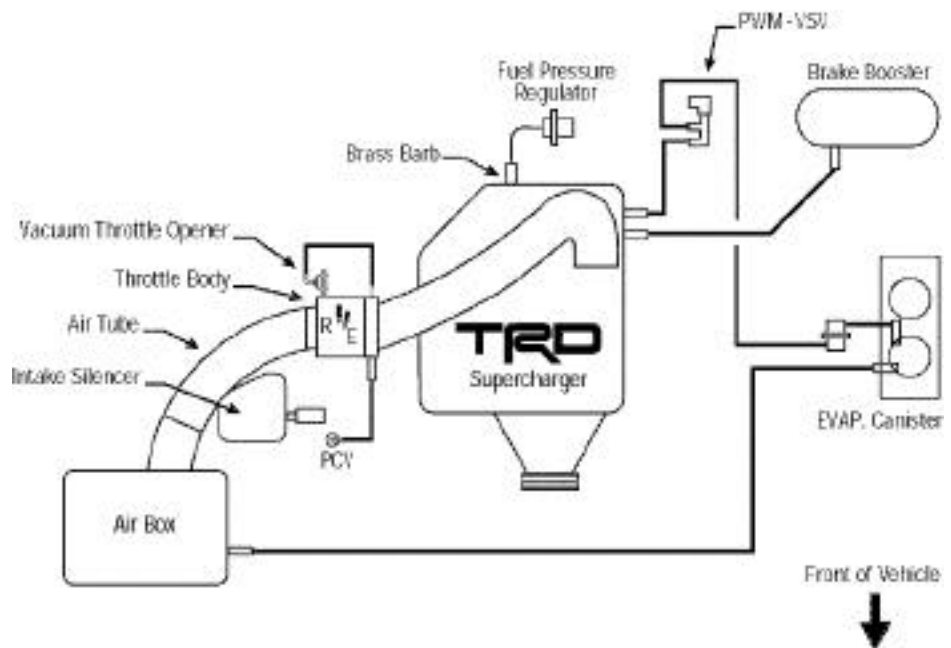 PWM-VSV
Fuel Pressure
Regulator
Brake Booster
Brass Barb
Vacuum Throttle Opener
Throttle Body
Air Tube
R E
TRD
Supercharger
Intake Silencer
EVAP. Canister
PCV
Air Box
Front of Vehicle